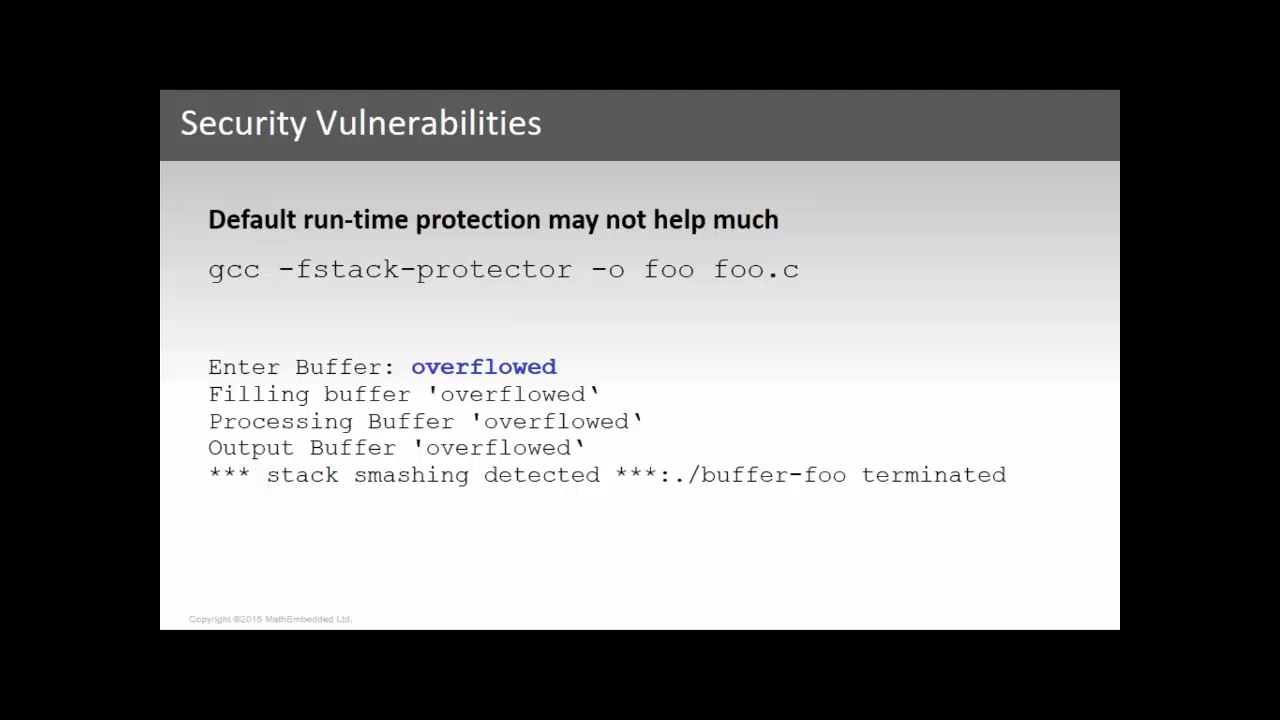 Security Vulnerabilities
Default run-time protection may not help much
gcc -fstack-protector -o foo foo.c
Enter Buffer: overflowed
Filling buffer 'overflowed‘
Processing Buffer 'overflowed‘
Output Buffer 'overflowed‘
*** stack smashing detected ***:./buffer-foo terminated
Copyright ©2015 MathEmbedded Ltd.